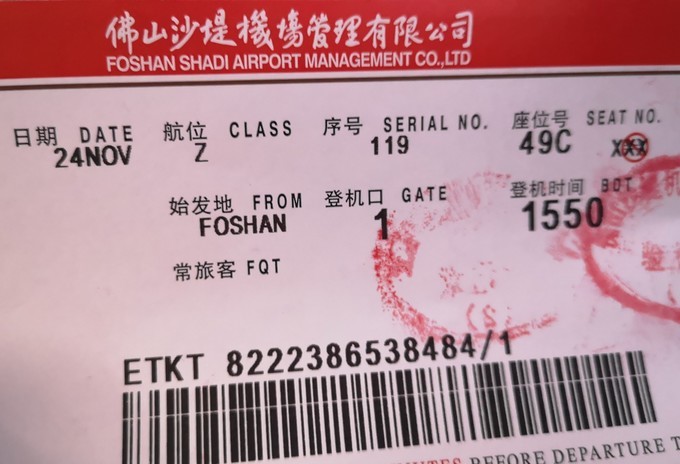 佛山沙堤機場管理有限公司
FOSHAN SHADI AIRPORT MANAGEMENT CO.,LTD
日期 DATE 航位 CLASS 序号 SERIAL NO. 座位号 SEAT NO.
24NOV Z 119 49C XXX
始发地 FROM 登机口 GATE 登机时间 BDT
FOSHAN 1 1550
常旅客 FQT
ETKT 8222386538484/1
BEFORE DEPARTURE T